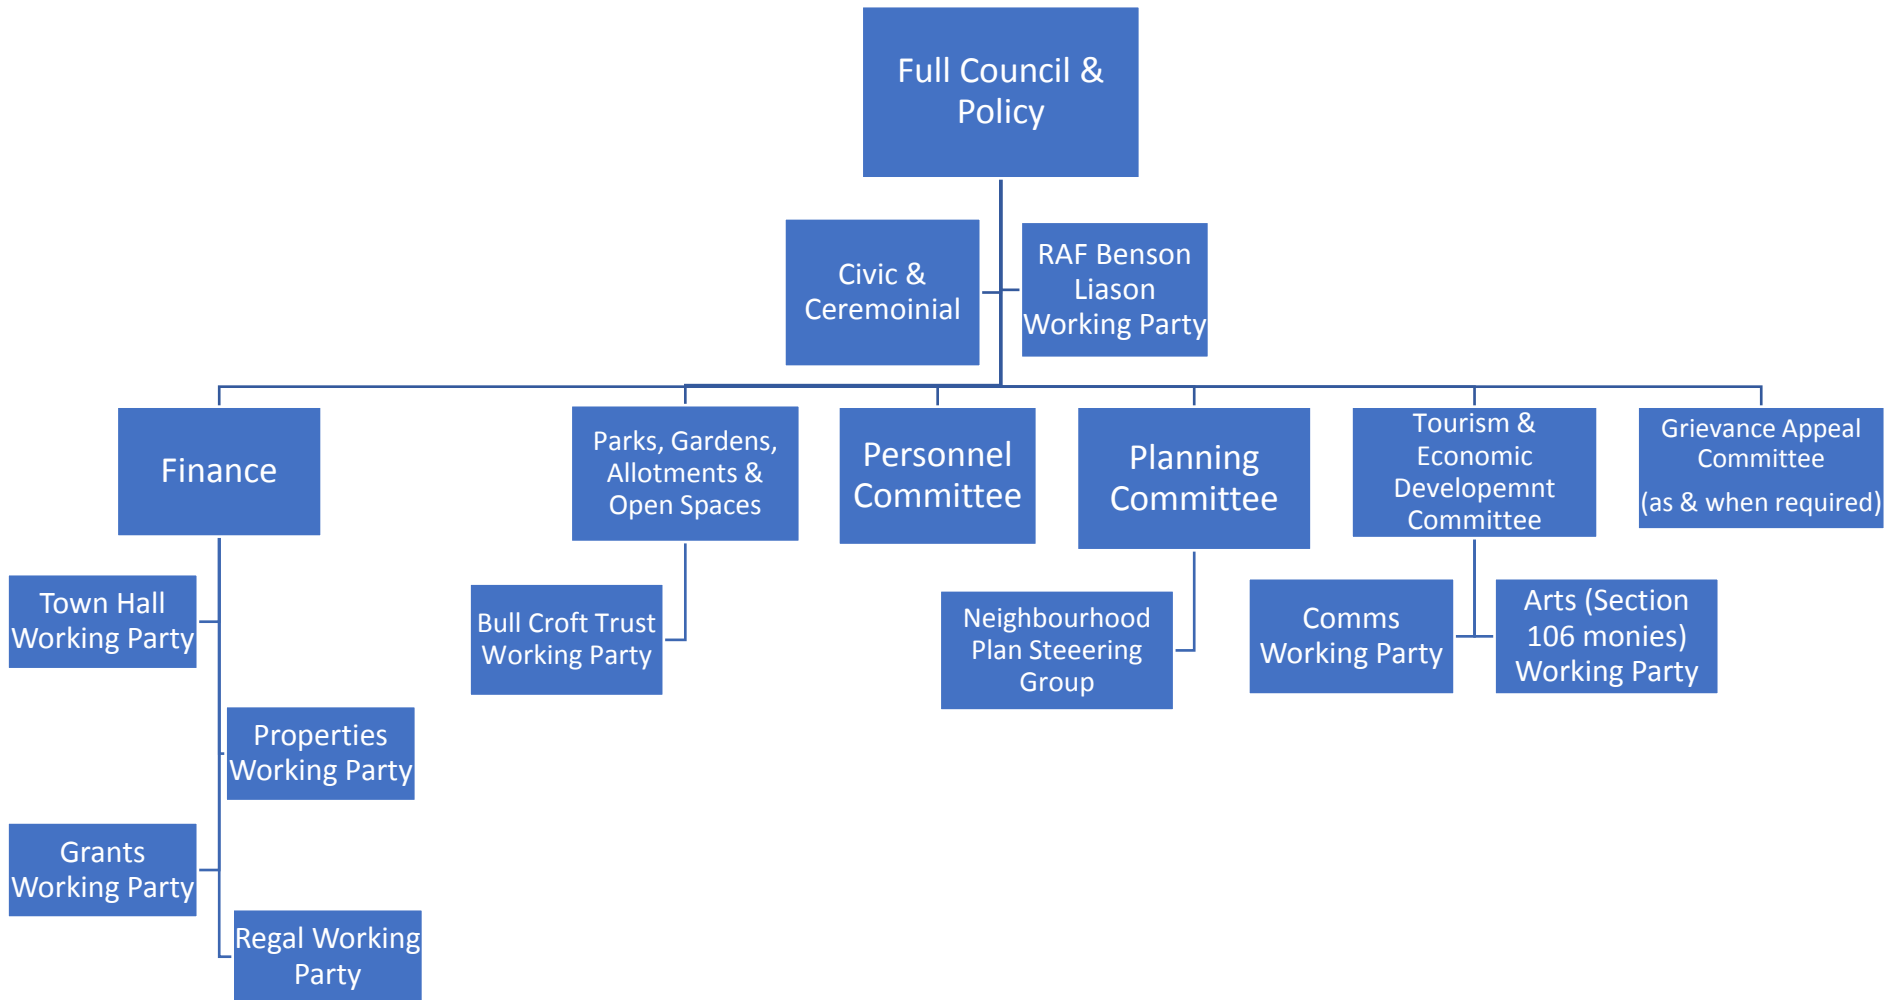 Full Council &
Policy
Civic &
Ceremoinial
RAF Benson
Liason
Working Party
Finance
Parks, Gardens,
Allotments &
Open Spaces
Personnel
Committee
Planning
Committee
Tourism &
Economic
Developemnt
Committee
Grievance Appeal
Committee
(as & when required)
Town Hall
Working Party
Bull Croft Trust
Working Party
Neighbourhood
Plan Steeering
Group
Comms
Working Party
Arts (Section
106 monies)
Working Party
Properties
Working Party
Grants
Working Party
Regal Working
Party